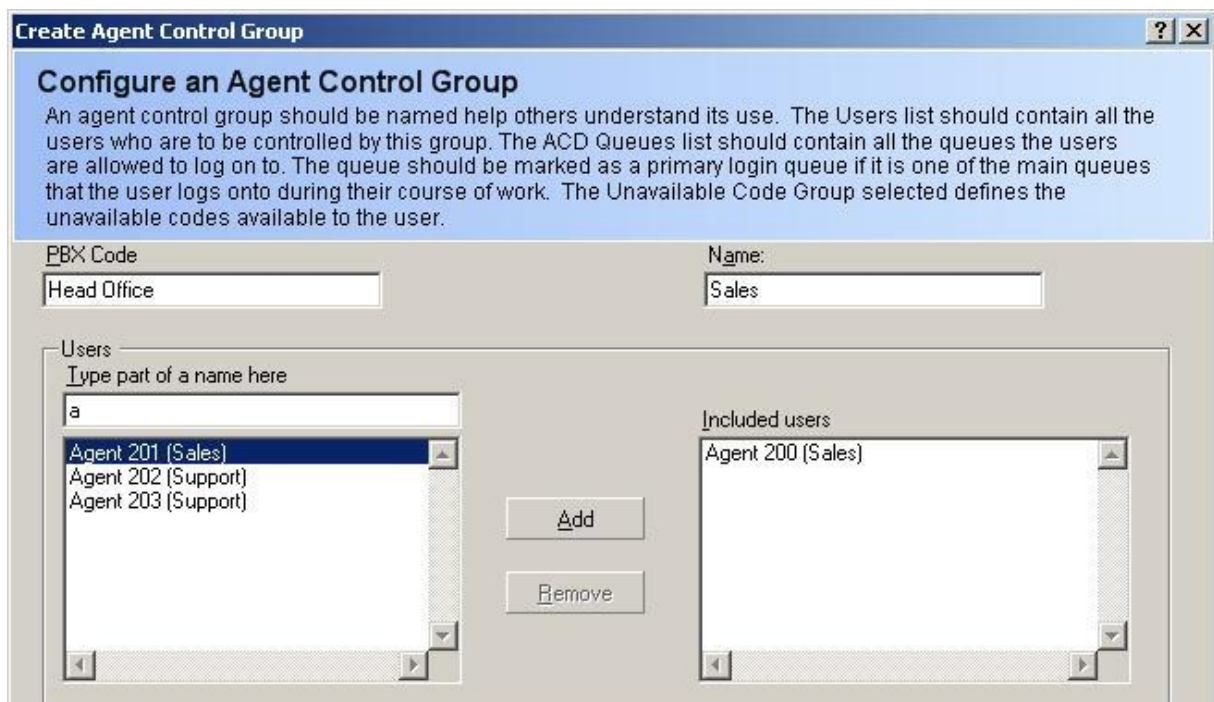 Create Agent Control Group
Configure an Agent Control Group
An agent control group should be named help others understand its use. The Users list should contain all the
users who are to be controlled by this group. The ACD Queues list should contain all the queues the users
are allowed to log on to. The queue should be marked as a primary login queue if it is one of the main queues
that the user logs onto during their course of work. The Unavailable Code Group selected defines the
unavailable codes available to the user.
PBX Code
Name:
Head Office
Sales
Users
Type part of a name here
a
Included users
Agent 201 (Sales)
Agent 202 (Support)
Agent 203 (Support)
Agent 200 (Sales)
Add
Remove